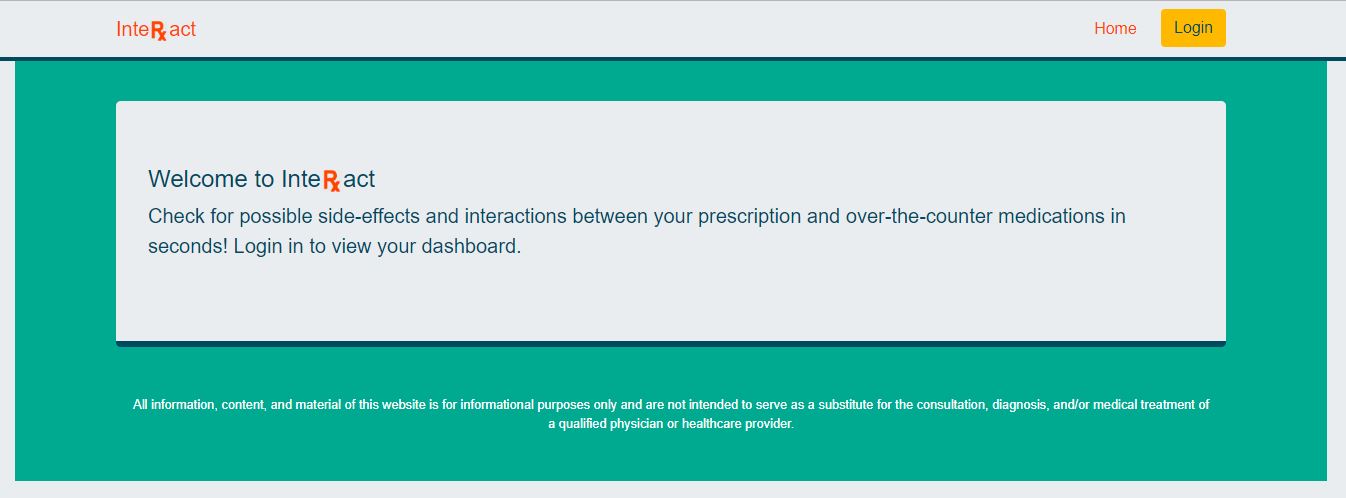 InteRxact
Home
Login
Welcome to InteRxact
Check for possible side-effects and interactions between your prescription and over-the-counter medications in
seconds! Login in to view your dashboard.
All information, content, and material of this website is for informational purposes only and are not intended to serve as a substitute for the consultation, diagnosis, and/or medical treatment of
a qualified physician or healthcare provider.